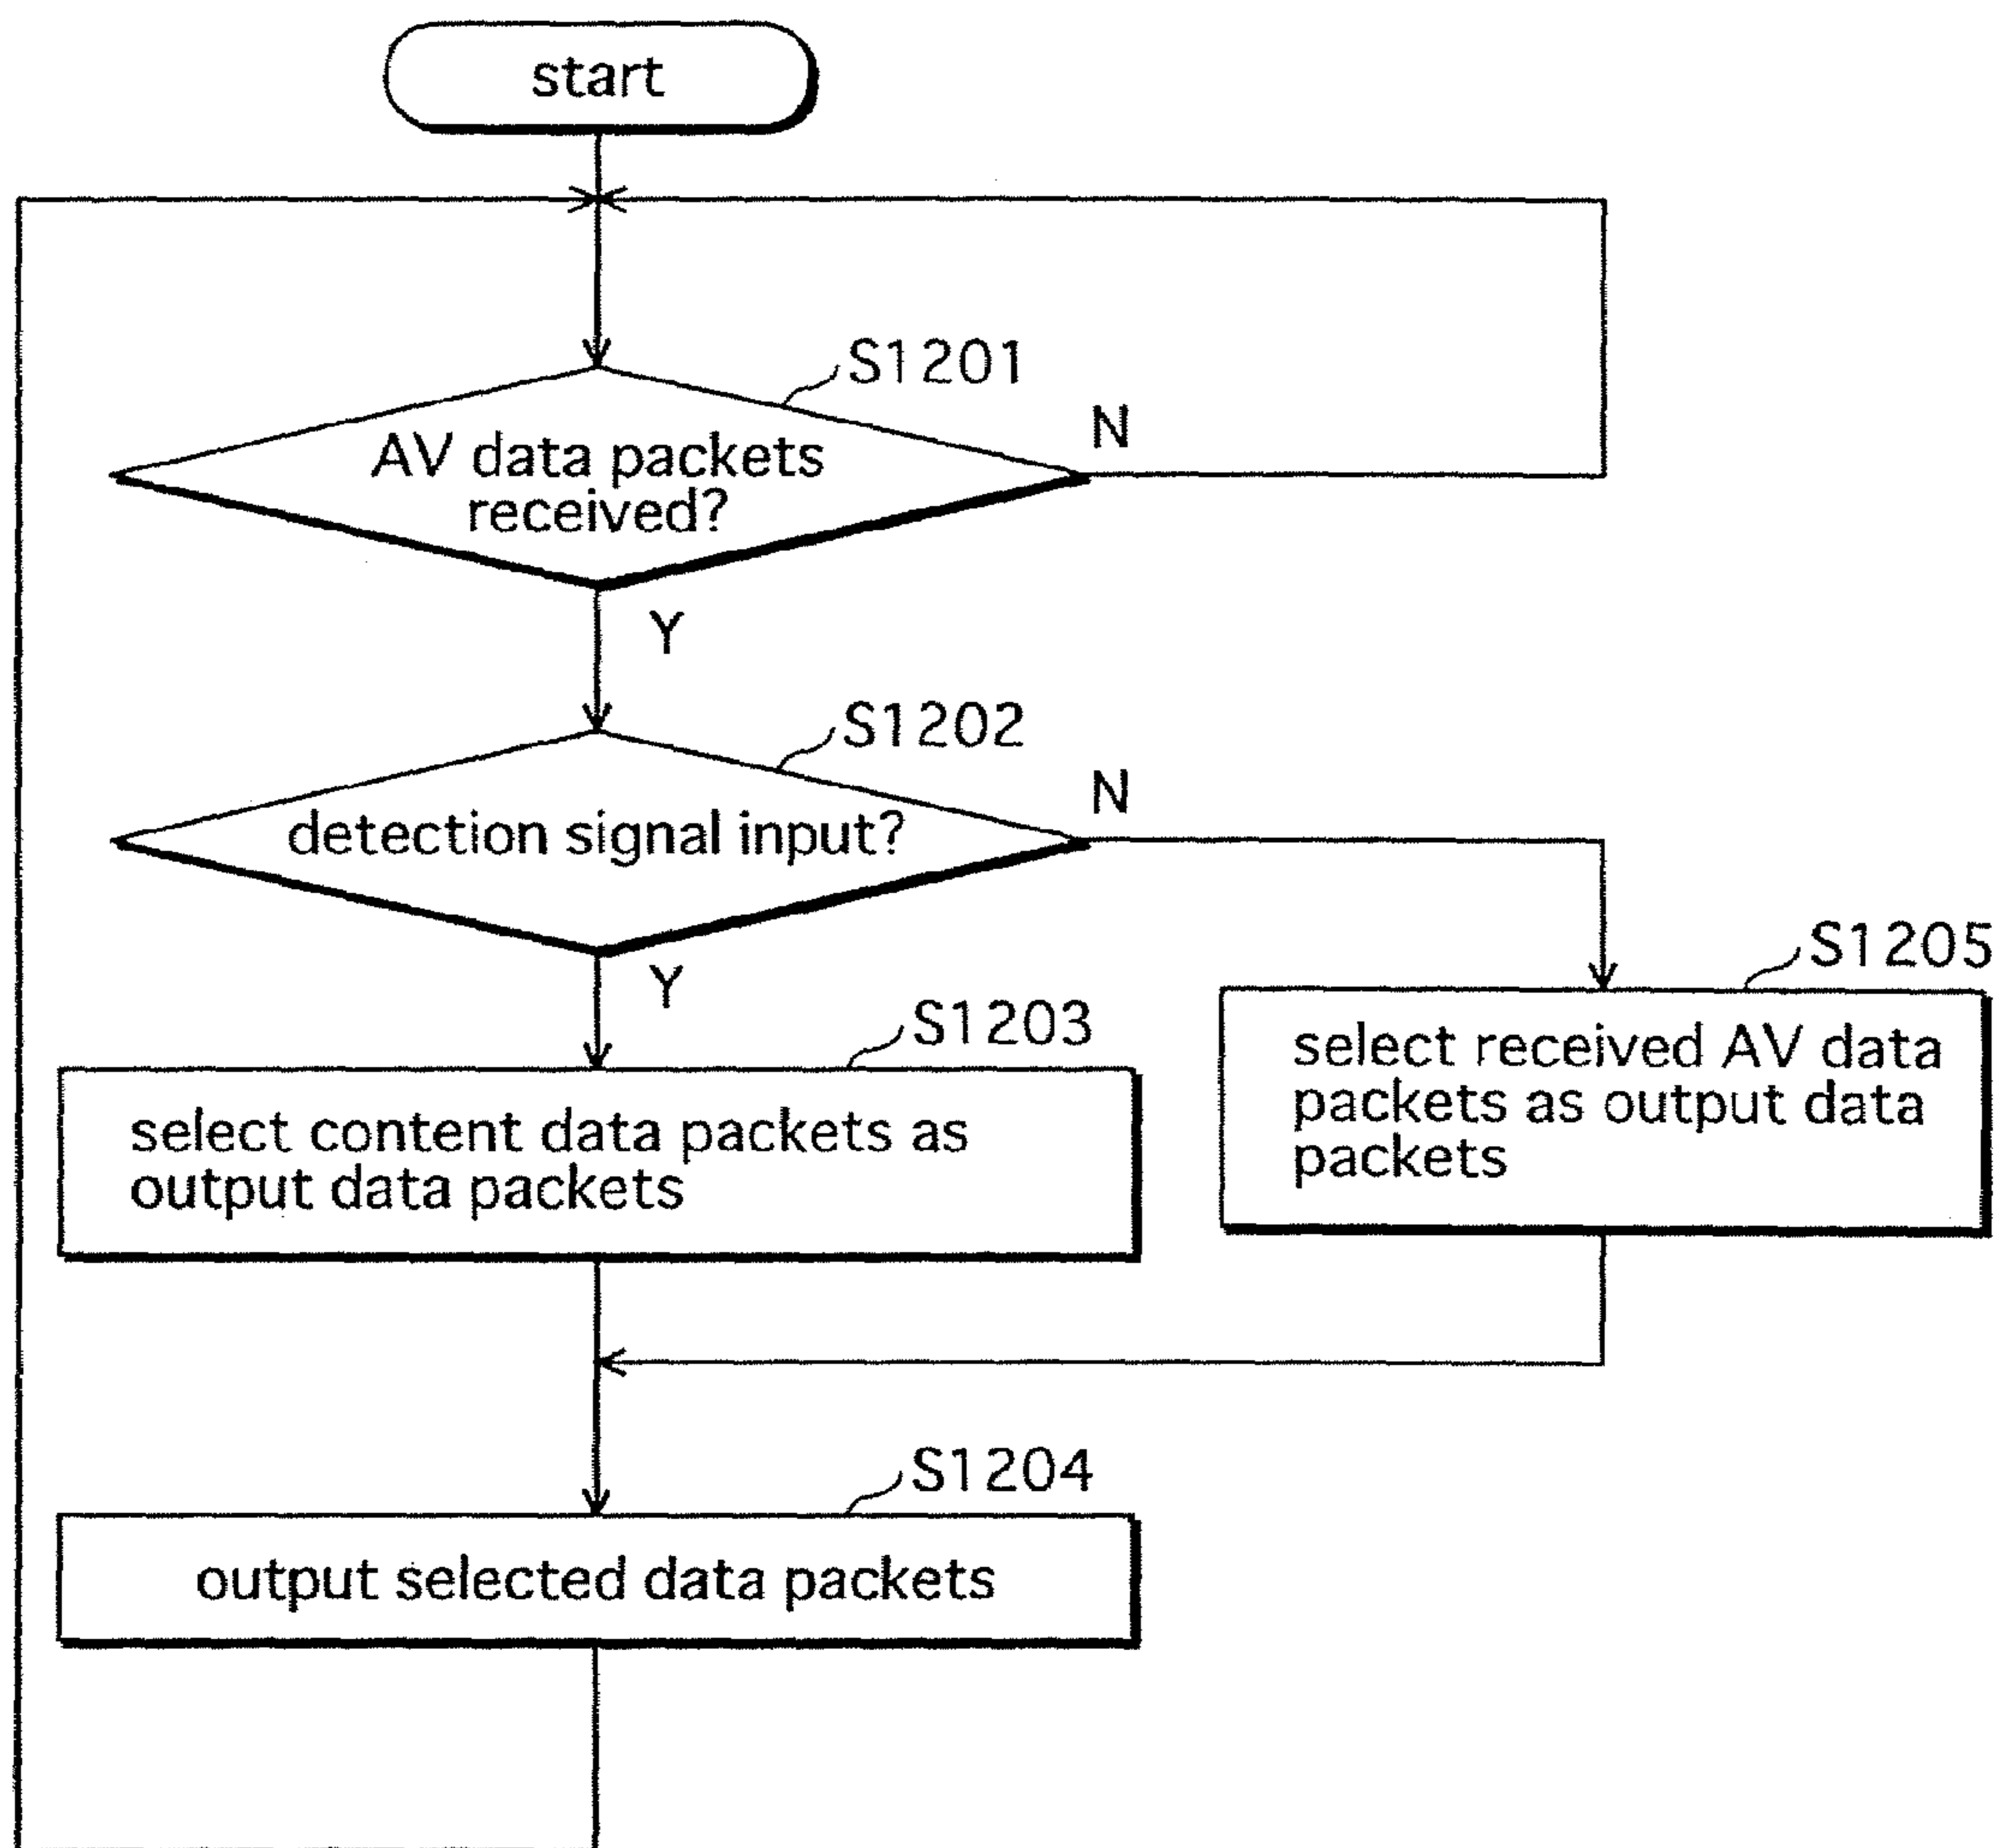 start
S1201
AV data packets
received?
N
Y
S1202
detection signal input?
N
Y
S1205
select received AV data
packets as output data
packets
S1203
select content data packets as
output data packets
S1204
output selected data packets